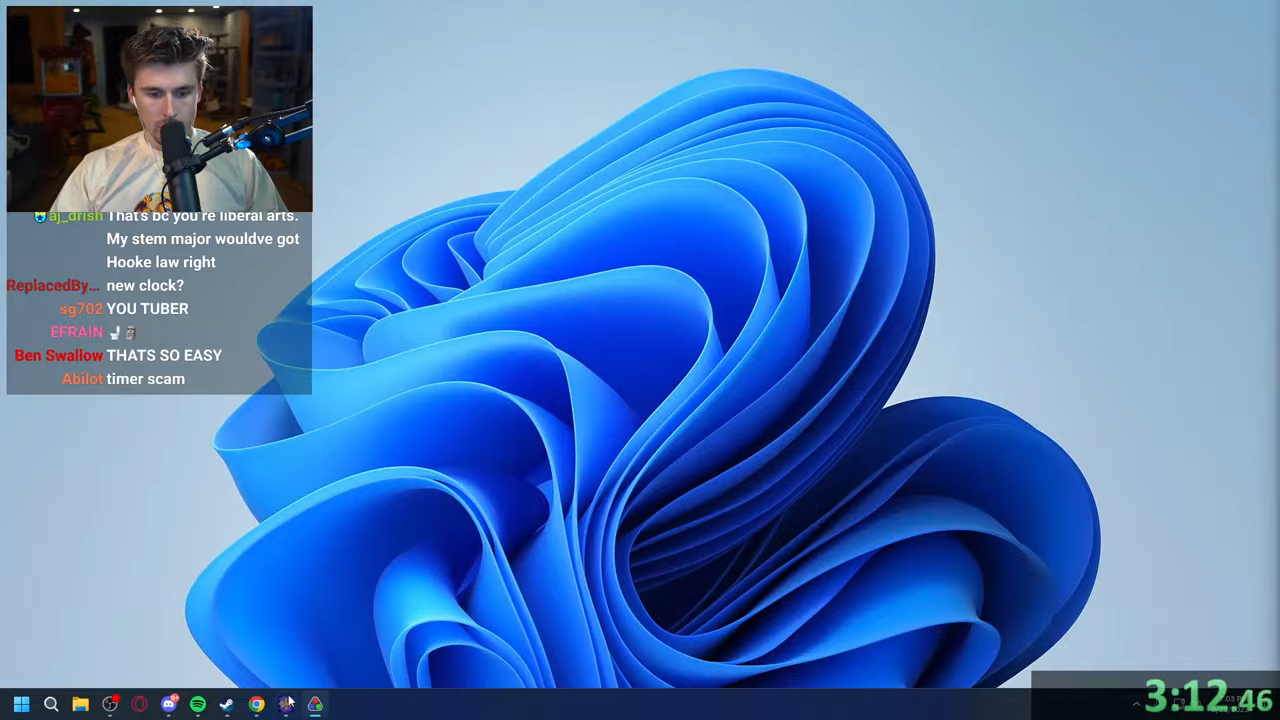 aj_drish That's bc you're liberal arts.
My stem major wouldve got
Hooke law right
ReplacedBy... new clock?
sg702 YOU TUBER
EFRAIN 🚽🗿
Ben Swallow THATS SO EASY
Abilot timer scam
3:12.46